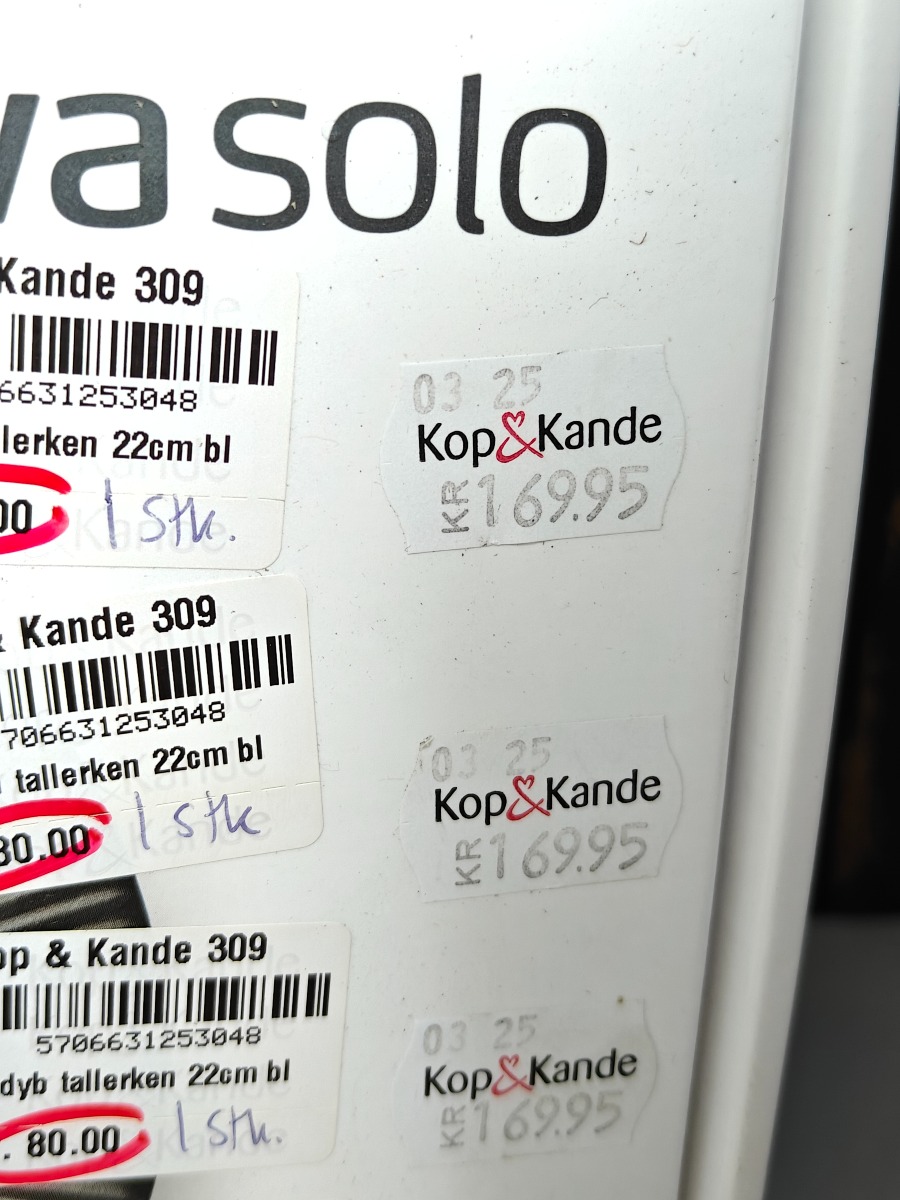 va solo
Kande 309
6631253048
llerken 22cm bl
00
1 stk.
03 25
Kop&Kande
KR 169.95
& Kande 309
706631253048
tallerken 22cm bl
80.00
1 stk
03 25
Kop&Kande
KR 169.95
op & Kande 309
5706631253048
dyb tallerken 22cm bl
. 80.00
1 stk.
03 25
Kop&Kande
KR 169.95